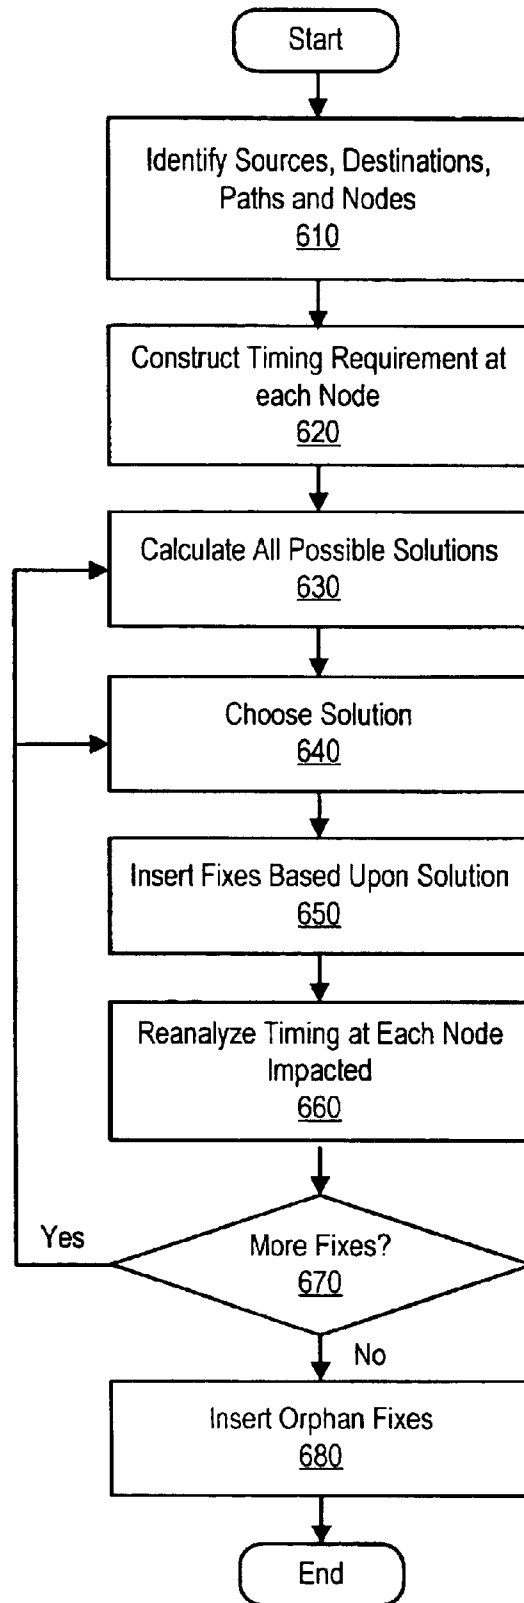 Start
Identify Sources, Destinations,
Paths and Nodes
610
Construct Timing Requirement at
each Node
620
Calculate All Possible Solutions
630
Choose Solution
640
Insert Fixes Based Upon Solution
650
Reanalyze Timing at Each Node
Impacted
660
Yes
More Fixes?
670
No
Insert Orphan Fixes
680
End